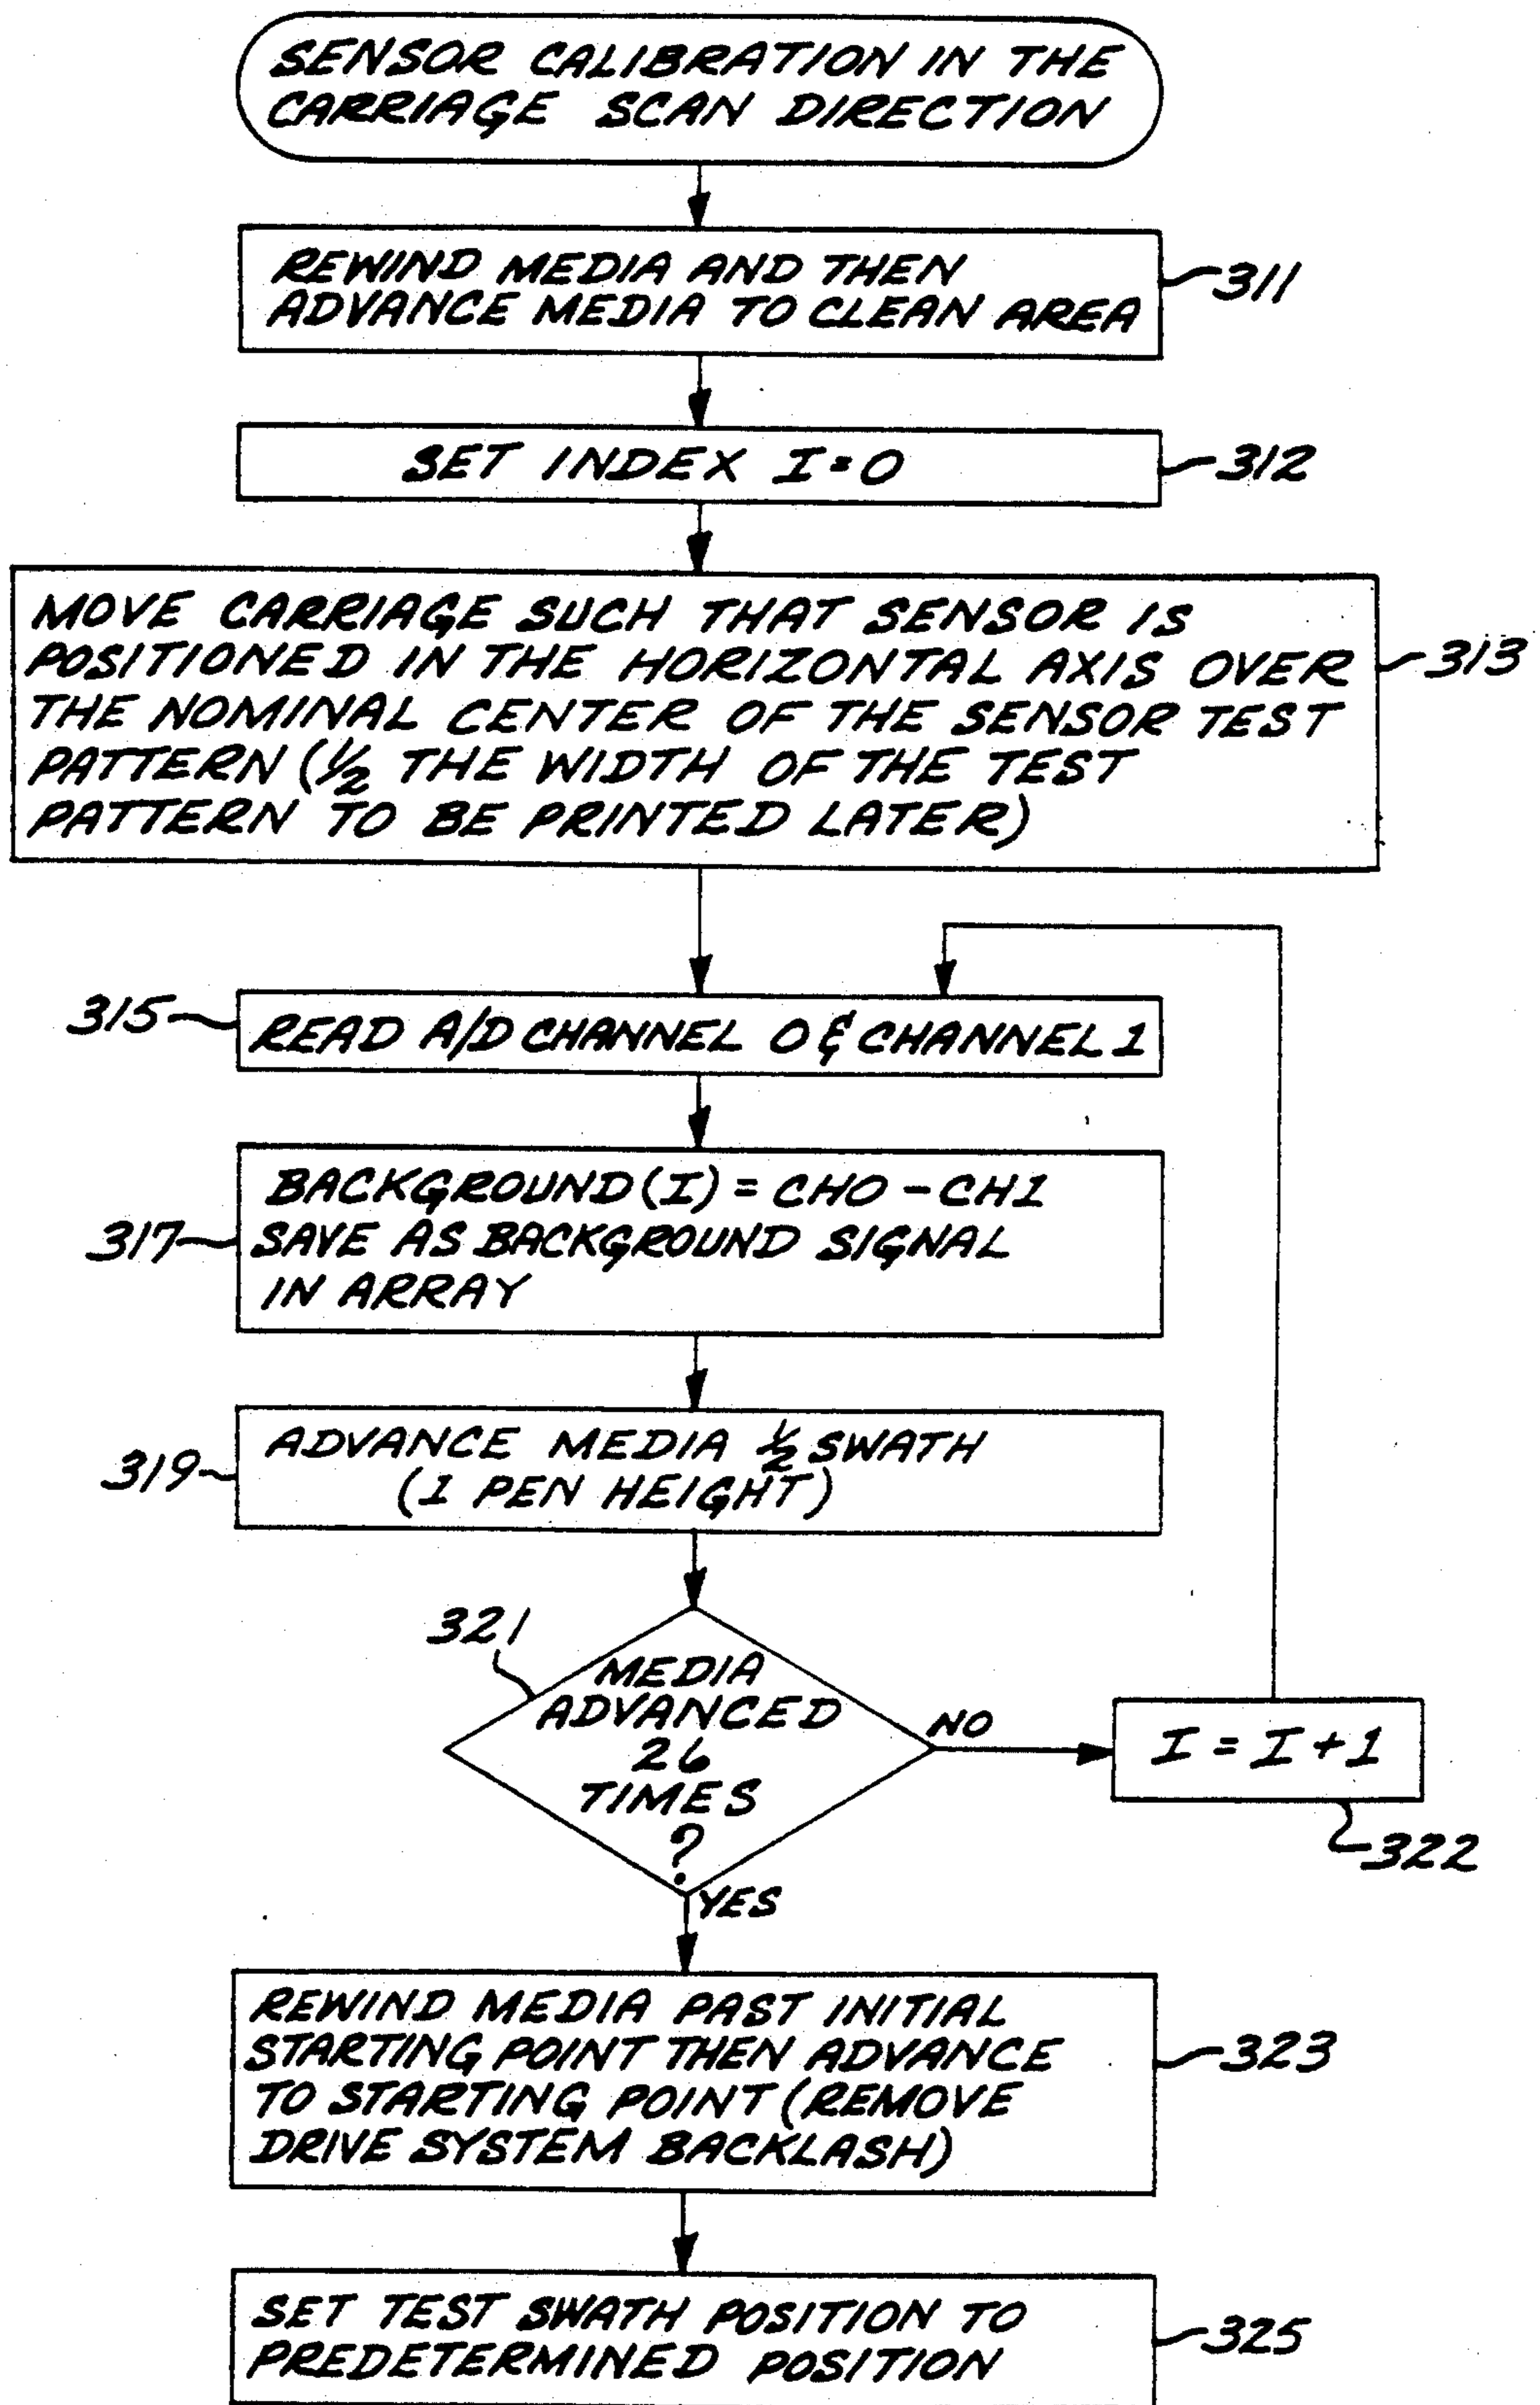 SENSOR CALIBRATION IN THE
CARRIAGE SCAN DIRECTION
REWIND MEDIA AND THEN
ADVANCE MEDIA TO CLEAN AREA
311
SET INDEX I=0
312
MOVE CARRIAGE SUCH THAT SENSOR IS
POSITIONED IN THE HORIZONTAL AXIS OVER
THE NOMINAL CENTER OF THE SENSOR TEST
PATTERN (1/2 THE WIDTH OF THE TEST
PATTERN TO BE PRINTED LATER)
313
315
READ A/D CHANNEL 0 & CHANNEL 1
BACKGROUND(I) = CH0 - CH1
SAVE AS BACKGROUND SIGNAL
IN ARRAY
317
ADVANCE MEDIA 1/2 SWATH
(1 PEN HEIGHT)
319
321
MEDIA
ADVANCED
26
TIMES
?
NO
I = I + 1
322
YES
REWIND MEDIA PAST INITIAL
STARTING POINT THEN ADVANCE
TO STARTING POINT (REMOVE
DRIVE SYSTEM BACKLASH)
323
SET TEST SWATH POSITION TO
PREDETERMINED POSITION
325